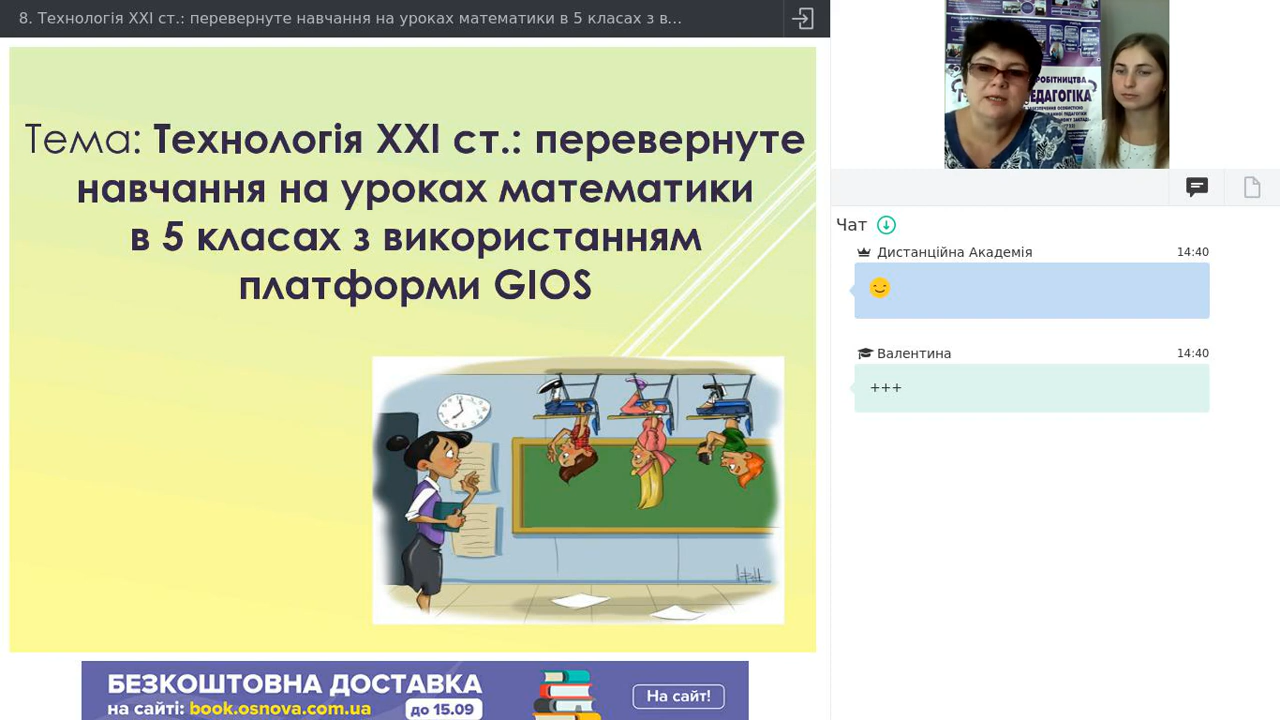 8. Технологія XXI ст.: перевернуте навчання на уроках математики в 5 класах з в...
Тема: Технологія XXI ст.: перевернуте
навчання на уроках математики
в 5 класах з використанням
платформи GIOS
БЕЗКОШТОВНА ДОСТАВКА
на сайті: book.osnova.com.ua
до 15.09
На сайт!
РОБІТНИЦТВА
ЕДАГОГІКА
Чат
Дистанційна Академія 14:40
Валентина 14:40
+++